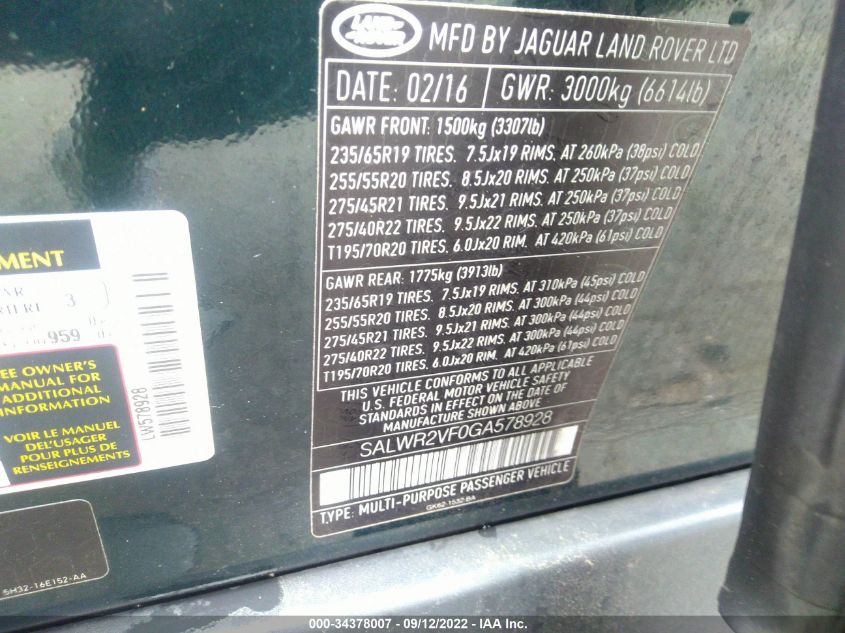 LAND
ROVER
MFD BY JAGUAR LAND ROVER LTD
DATE: 02/16
GWR: 3000kg (6614lb)
GAWR FRONT: 1500kg (3307lb)
235/65R19 TIRES. 7.5Jx19 RIMS. AT 260kPa (38psi) COLD
255/55R20 TIRES. 8.5Jx20 RIMS. AT 250kPa (37psi) COLD
275/45R21 TIRES. 9.5Jx21 RIMS. AT 250kPa (37psi) COLD
275/40R22 TIRES. 9.5Jx22 RIMS. AT 250kPa (37psi) COLD
T195/70R20 TIRES. 6.0Jx20 RIM. AT 420kPa (61psi) COLD
GAWR REAR: 1775kg (3913lb)
235/65R19 TIRES. 7.5Jx19 RIMS. AT 310kPa (45psi) COLD
255/55R20 TIRES. 8.5Jx20 RIMS. AT 300kPa (44psi) COLD
275/45R21 TIRES. 9.5Jx21 RIMS. AT 300kPa (44psi) COLD
275/40R22 TIRES. 9.5Jx22 RIMS. AT 300kPa (44psi) COLD
T195/70R20 TIRES. 6.0Jx20 RIM. AT 420kPa (61psi) COLD
THIS VEHICLE CONFORMS TO ALL APPLICABLE
U.S. FEDERAL MOTOR VEHICLE SAFETY
STANDARDS IN EFFECT ON THE DATE OF
MANUFACTURE SHOWN ABOVE
SALWR2VF0GA578928
TYPE: MULTI-PURPOSE PASSENGER VEHICLE
GK62-1532-BA
MENT
3
959
EE OWNER'S
MANUAL FOR
ADDITIONAL
INFORMATION
VOIR LE MANUEL
DEL'USAGER
POUR PLUS DE
RENSEIGNEMENTS
LW578928
5H32-16E152-AA
000-34378007 - 09/12/2022 - IAA Inc.